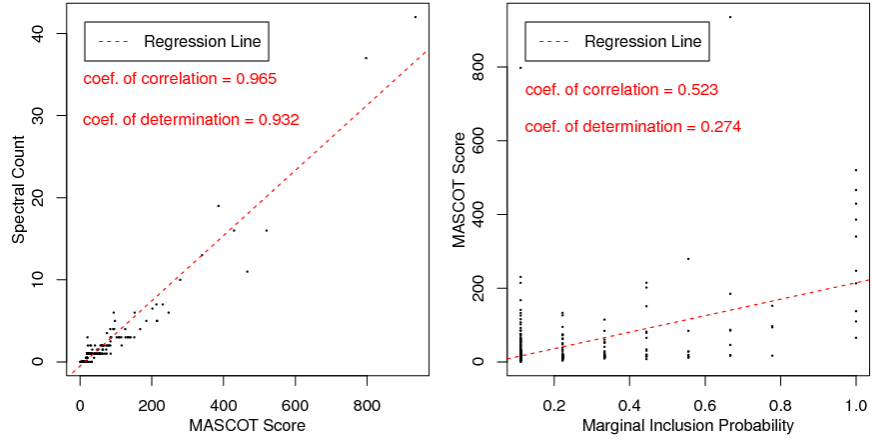 Regression Line
coef. of correlation = 0.965
coef. of determination = 0.932
Spectral Count
40
30
20
10
0
0 200 400 600 800
MASCOT Score
Regression Line
coef. of correlation = 0.523
coef. of determination = 0.274
MASCOT Score
800
600
400
200
0
0.2 0.4 0.6 0.8 1.0
Marginal Inclusion Probability